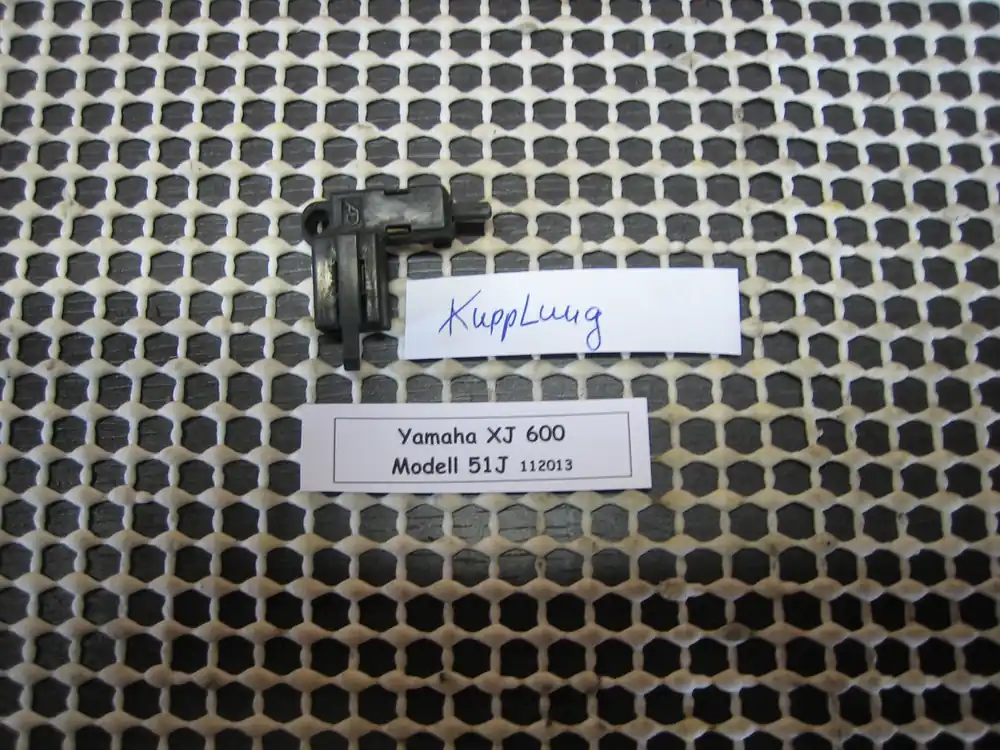 Kupplung
Yamaha XJ 600
Modell 51J 112013